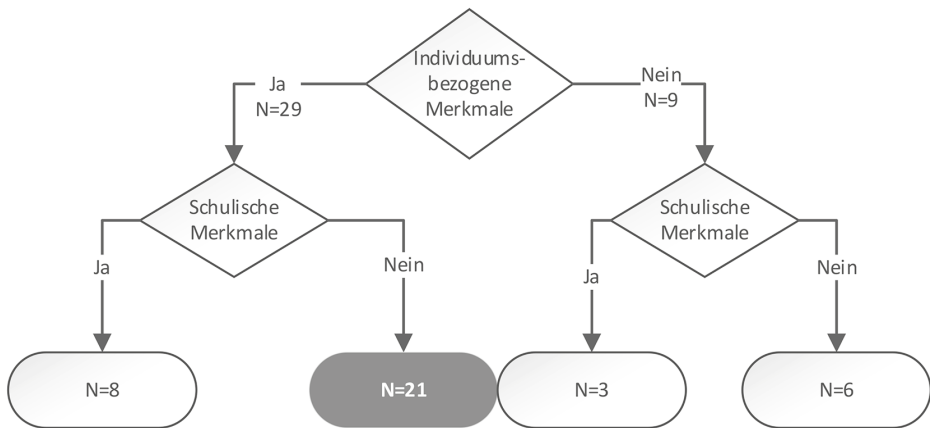 Individuums-
bezogene
Merkmale
Ja
N=29
Nein
N=9
Schulische
Merkmale
Schulische
Merkmale
Ja
Nein
Ja
Nein
N=8
N=21
N=3
N=6